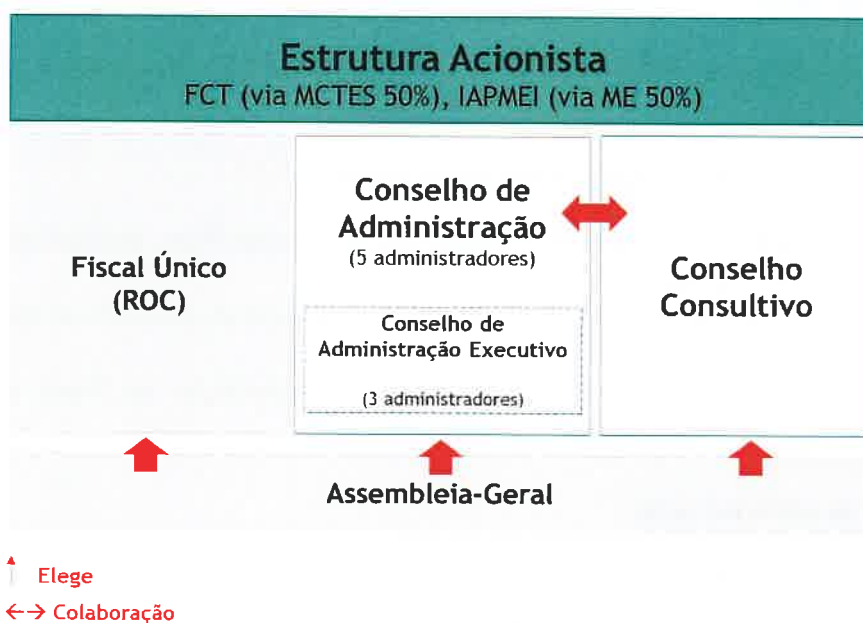 Estrutura Acionista
FCT (via MCTES 50%), IAPMEI (via ME 50%)
Fiscal Único
(ROC)
Conselho de
Administração
(5 administradores)
Conselho de
Administração Executivo
(3 administradores)
Conselho
Consultivo
Assembleia-Geral
Elege
←→ Colaboração